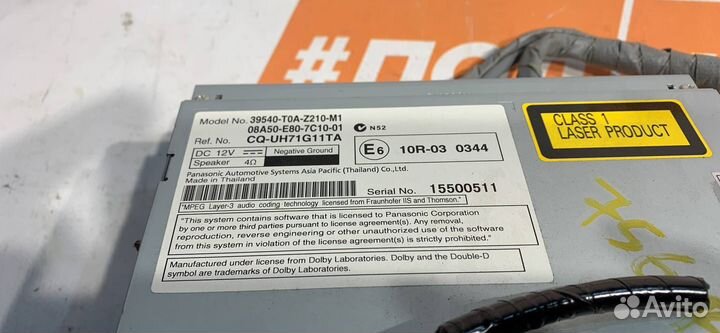 Model No. 39540-T0A-Z210-M1
08A50-E80-7C10-01
Ref. No. CQ-UH71G11TA
N52
DC 12V Negative Ground
Speaker 4Ω
E6 10R-03 0344
Panasonic Automotive Systems Asia Pacific (Thailand) Co.,Ltd.
Made in Thailand
Serial No. 15500511
"MPEG Layer-3 audio coding technology licensed from Fraunhofer IIS and Thomson."
"This system contains software that is licensed to Panasonic Corporation
by one or more third parties pursuant to license agreement(s). Any removal,
reproduction, reverse engineering or other unauthorized use of the software
from this system in violation of the license agreement(s) is strictly prohibited."
Manufactured under license from Dolby Laboratories. Dolby and the Double-D
symbol are trademarks of Dolby Laboratories.
CLASS 1
LASER PRODUCT
Avito